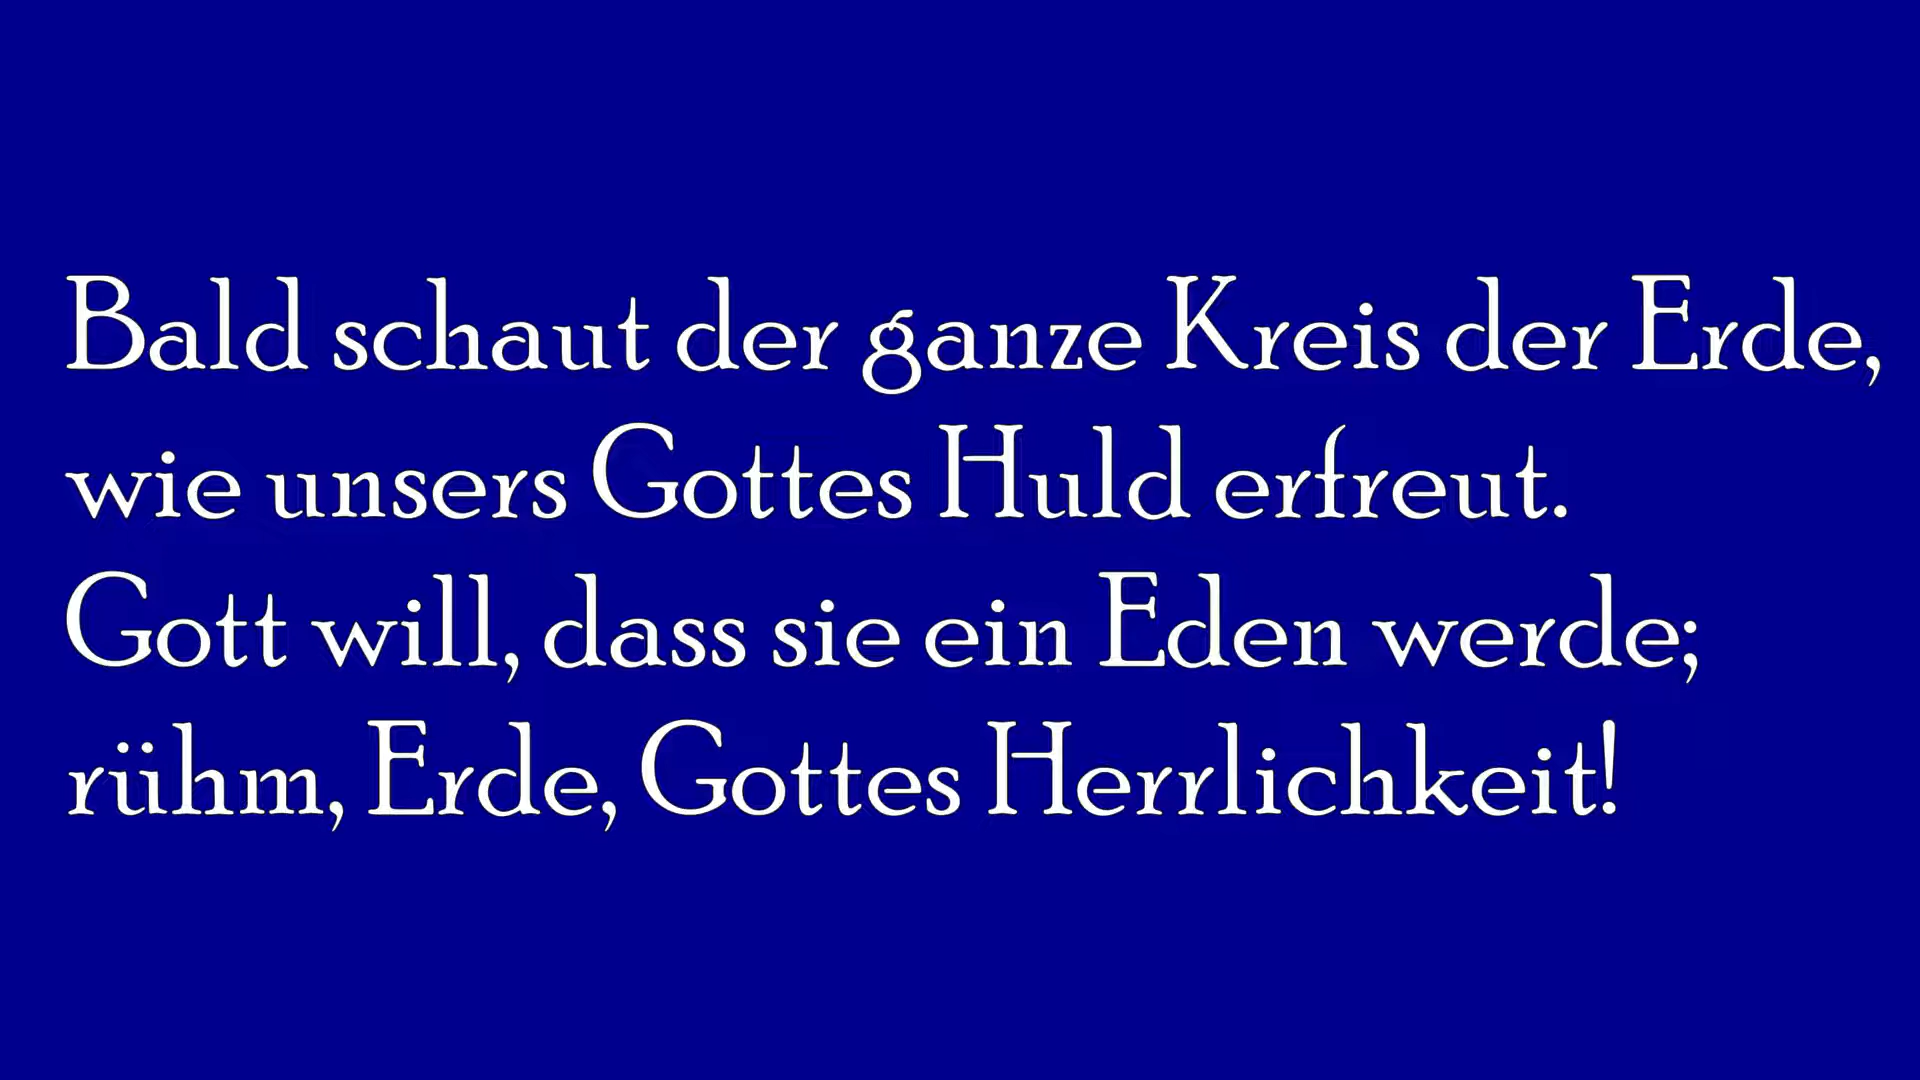 Bald schaut der ganze Kreis der Erde,
wie unsers Gottes Huld erfreut.
Gott will, dass sie ein Eden werde;
rühm, Erde, Gottes Herrlichkeit!